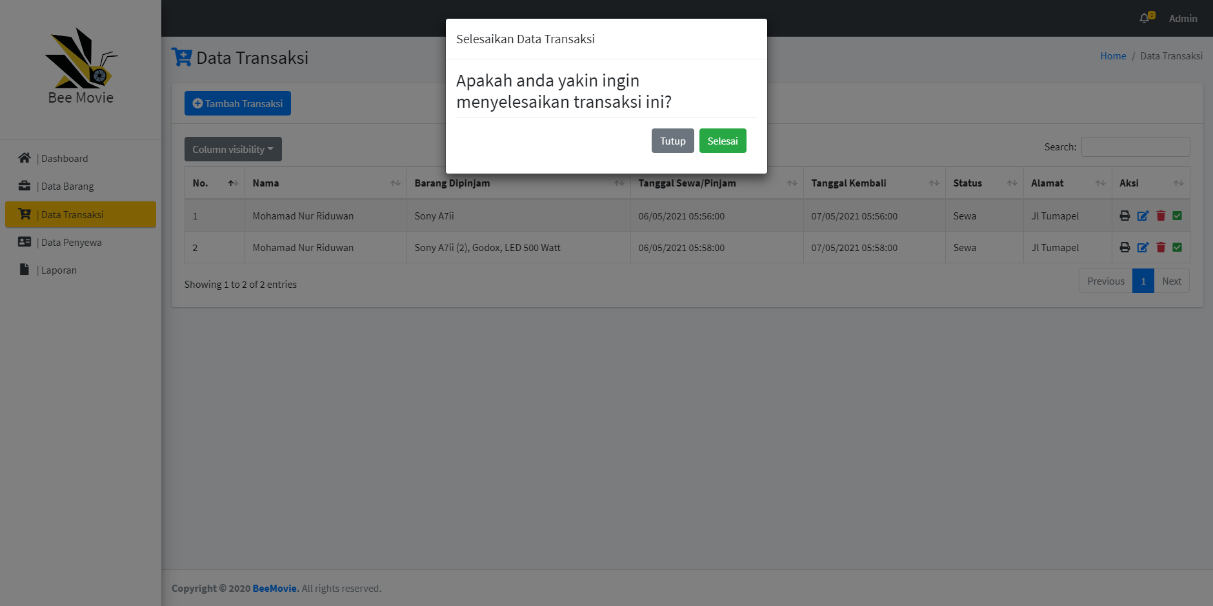 Admin
Selesaikan Data Transaksi
Apakah anda yakin ingin
menyelesaikan transaksi ini?
Tutup Selesai
Bee Movie
| Dashboard
| Data Barang
| Data Transaksi
| Data Penyewa
| Laporan
Data Transaksi
Home / Data Transaksi
Tambah Transaksi
Column visibility
Search:
No. Nama Barang Dipinjam Tanggal Sewa/Pinjam Tanggal Kembali Status Alamat Aksi
1 Mohamad Nur Riduwan Sony A7ii 06/05/2021 05:56:00 07/05/2021 05:56:00 Sewa Jl Tumapel
2 Mohamad Nur Riduwan Sony A7ii (2), Godox, LED 500 Watt 06/05/2021 05:58:00 07/05/2021 05:58:00 Sewa Jl Tumapel
Showing 1 to 2 of 2 entries
Previous 1 Next
Copyright © 2020 BeeMovie. All rights reserved.